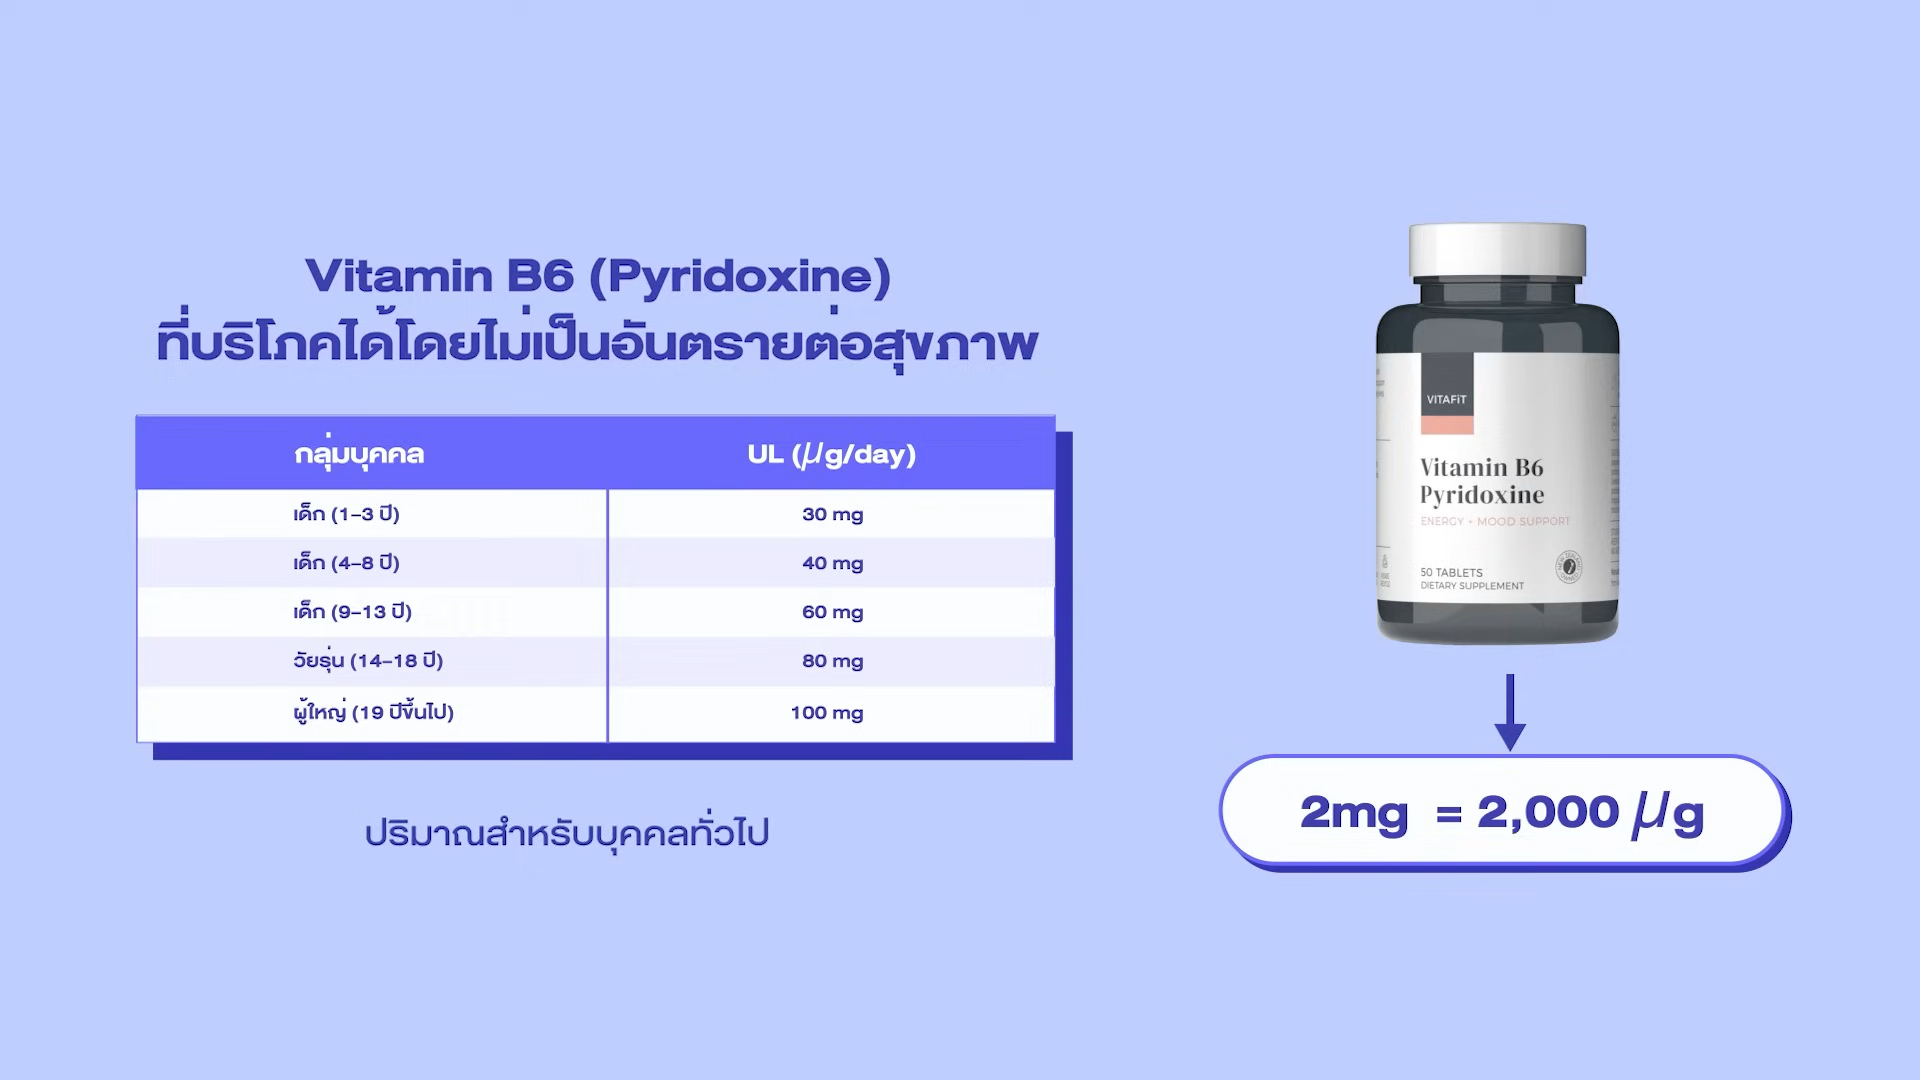 Vitamin B6 (Pyridoxine)
ที่บริโภคได้โดยไม่เป็นอันตรายต่อสุขภาพ
กลุ่มบุคคล UL (μg/day)
เด็ก (1–3 ปี) 30 mg
เด็ก (4–8 ปี) 40 mg
เด็ก (9–13 ปี) 60 mg
วัยรุ่น (14–18 ปี) 80 mg
ผู้ใหญ่ (19 ปีขึ้นไป) 100 mg
ปริมาณสำหรับบุคคลทั่วไป
VITAFiT
Vitamin B6
Pyridoxine
ENERGY + MOOD SUPPORT
50 TABLETS
DIETARY SUPPLEMENT
2mg = 2,000 μg